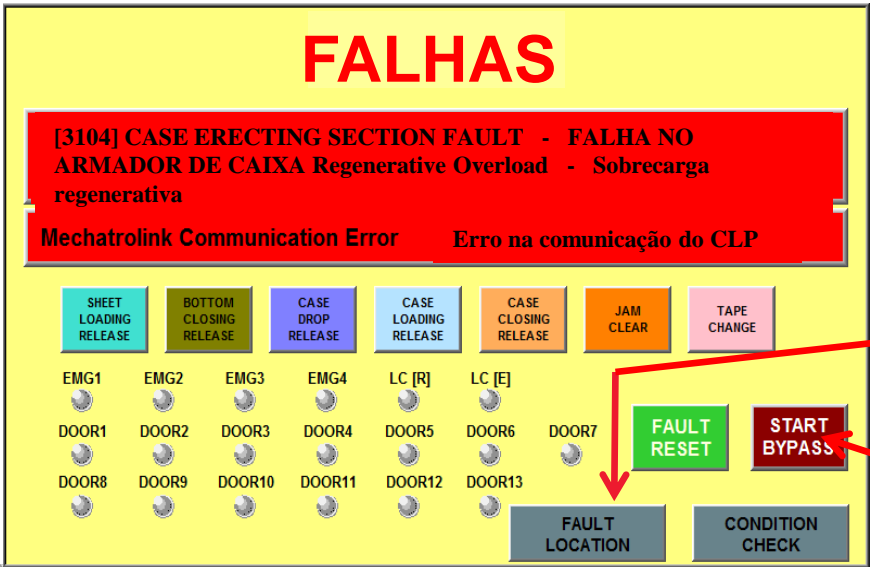 FALHAS
[3104] CASE ERECTING SECTION FAULT - FALHA NO
ARMADOR DE CAIXA Regenerative Overload - Sobrecarga
regenerativa
Mechatrolink Communication Error Erro na comunicação do CLP
SHEET
LOADING
RELEASE
BOTTOM
CLOSING
RELEASE
CASE
DROP
RELEASE
CASE
LOADING
RELEASE
CASE
CLOSING
RELEASE
JAM
CLEAR
TAPE
CHANGE
EMG1 EMG2 EMG3 EMG4 LC [R] LC [E]
DOOR1 DOOR2 DOOR3 DOOR4 DOOR5 DOOR6 DOOR7
FAULT
RESET
START
BYPASS
DOOR8 DOOR9 DOOR10 DOOR11 DOOR12 DOOR13
FAULT
LOCATION
CONDITION
CHECK